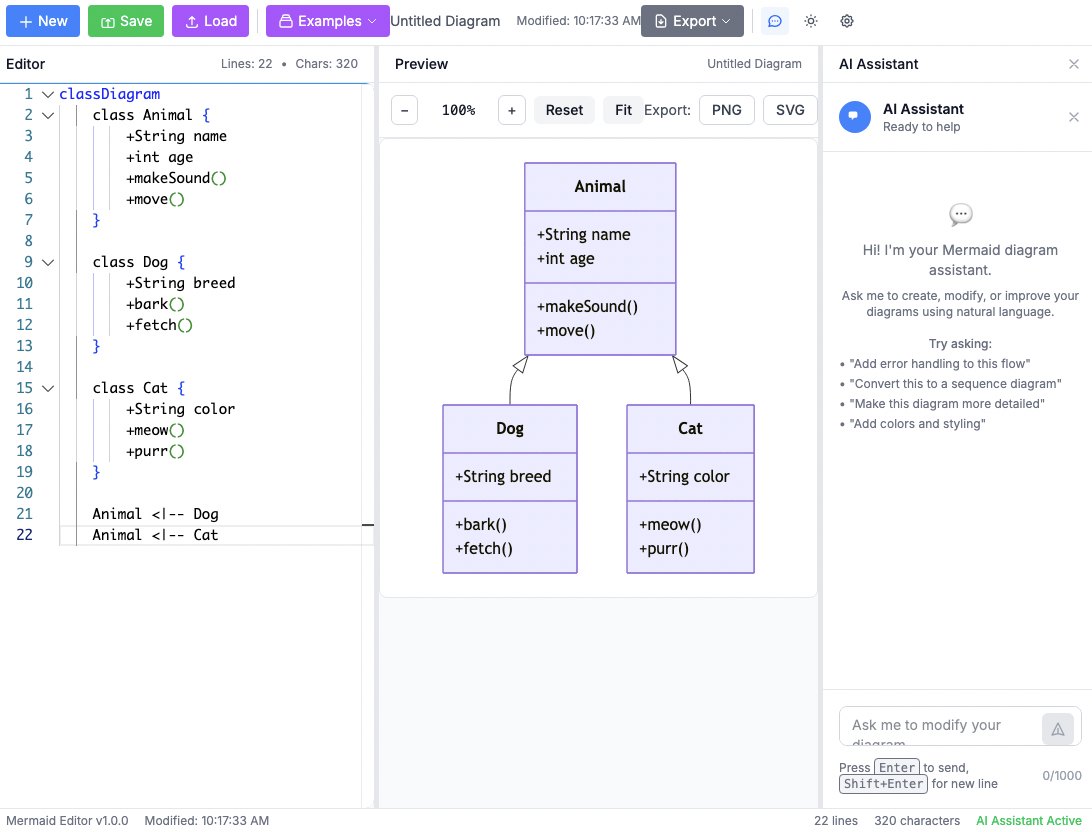 New Save Load Examples Untitled Diagram Modified: 10:17:33 AM Export
Editor Lines: 22 • Chars: 320
1 classDiagram
2 class Animal {
3 +String name
4 +int age
5 +makeSound()
6 +move()
7 }
8
9 class Dog {
10 +String breed
11 +bark()
12 +fetch()
13 }
14
15 class Cat {
16 +String color
17 +meow()
18 +purr()
19 }
20
21 Animal <|-- Dog
22 Animal <|-- Cat
Preview Untitled Diagram
− 100% + Reset Fit Export: PNG SVG
Animal
+String name
+int age
+makeSound()
+move()
Dog
+String breed
+bark()
+fetch()
Cat
+String color
+meow()
+purr()
AI Assistant
AI Assistant
Ready to help
Hi! I'm your Mermaid diagram
assistant.
Ask me to create, modify, or improve your
diagrams using natural language.
Try asking:
• "Add error handling to this flow"
• "Convert this to a sequence diagram"
• "Make this diagram more detailed"
• "Add colors and styling"
Ask me to modify your
diagram
Press Enter to send,
Shift+Enter for new line
0/1000
Mermaid Editor v1.0.0 Modified: 10:17:33 AM 22 lines 320 characters AI Assistant Active